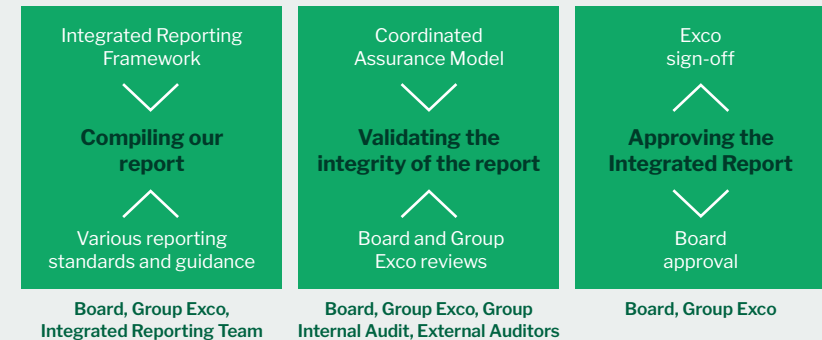 Integrated Reporting
Framework
Compiling our
report
Various reporting
standards and guidance
Board, Group Exco,
Integrated Reporting Team
Coordinated
Assurance Model
Validating the
integrity of the report
Board and Group
Exco reviews
Board, Group Exco, Group
Internal Audit, External Auditors
Exco
sign-off
Approving the
Integrated Report
Board
approval
Board, Group Exco